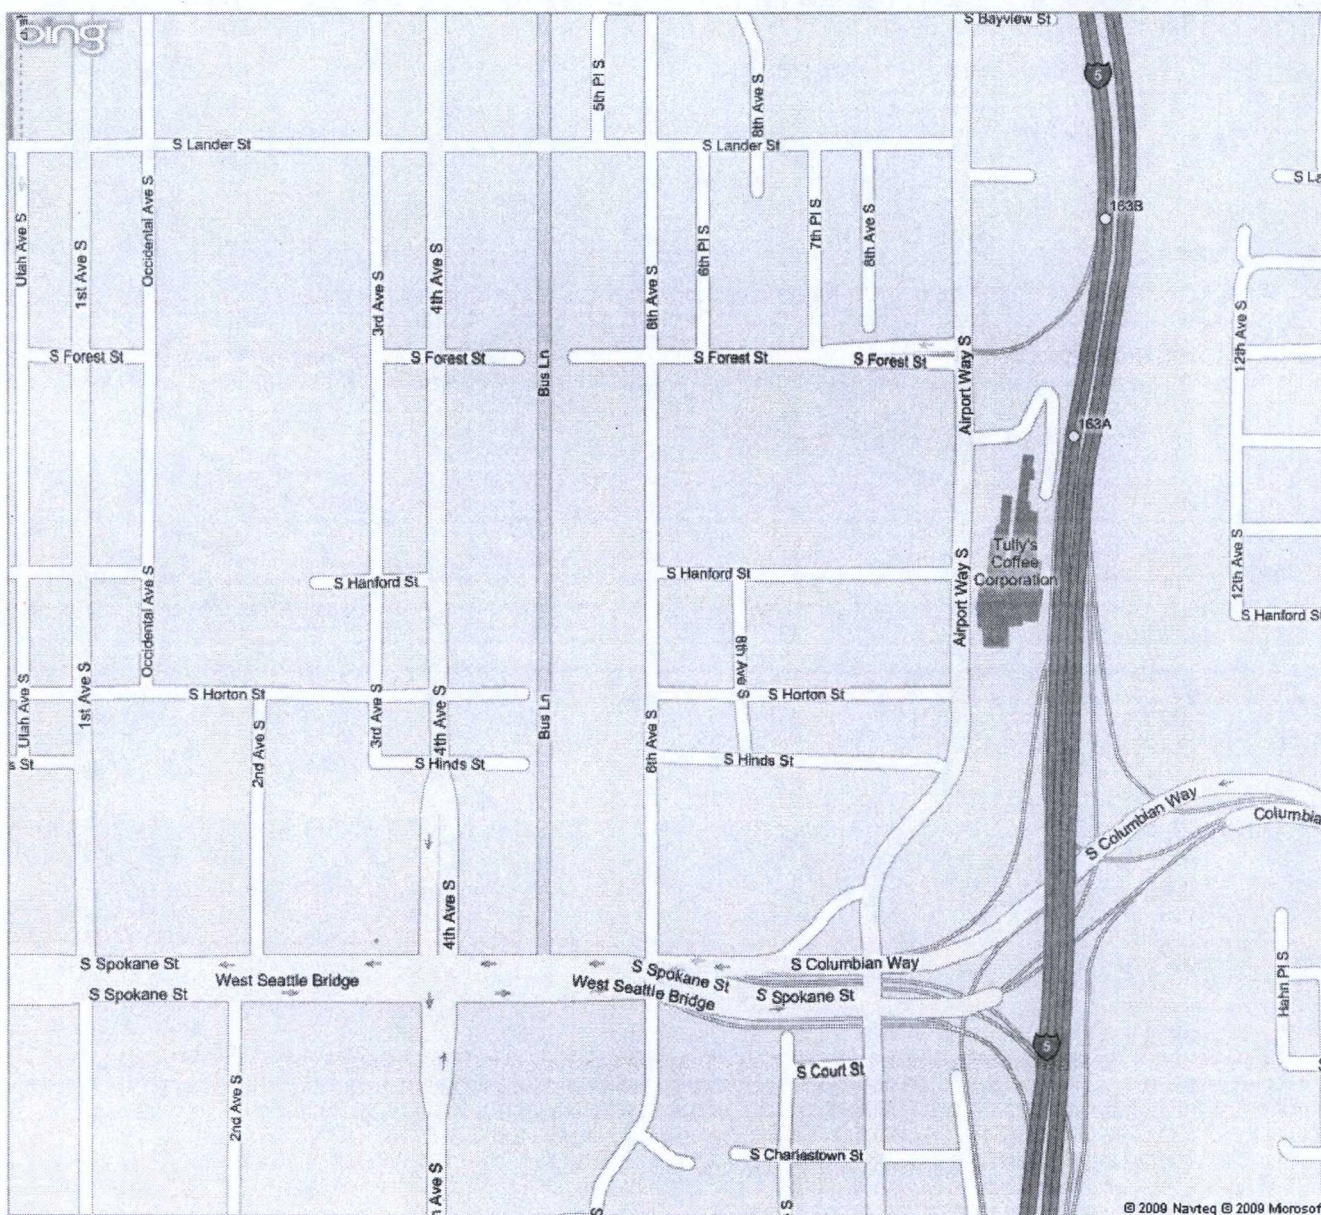 bing
S Bayview St
5
5th Pl S
8th Ave S
S Lander St
S Lander St
S La
163B
Utah Ave S
1st Ave S
Occidental Ave S
3rd Ave S
4th Ave S
6th Ave S
6th Pl S
7th Pl S
8th Ave S
12th Ave S
S Forest St
S Forest St
Bus Ln
S Forest St
S Forest St
Airport Way S
163A
Tully's
Coffee
Corporation
S Hanford St
S Hanford St
Airport Way S
12th Ave S
S Hanford St
Occidental Ave S
8th Ave S
Utah Ave S
1st Ave S
S Horton St
3rd Ave S
4th Ave S
Bus Ln
6th Ave S
S Horton St
s St
2nd Ave S
S Hinds St
S Hinds St
S Columbian Way
Columbia
4th Ave S
S Spokane St
West Seattle Bridge
S Spokane St
S Spokane St
West Seattle Bridge
S Columbian Way
S Spokane St
Hahn Pl S
5
2nd Ave S
S Court St
S Charlestown St
h Ave S
S
S
© 2009 Navteq © 2009 Microsof